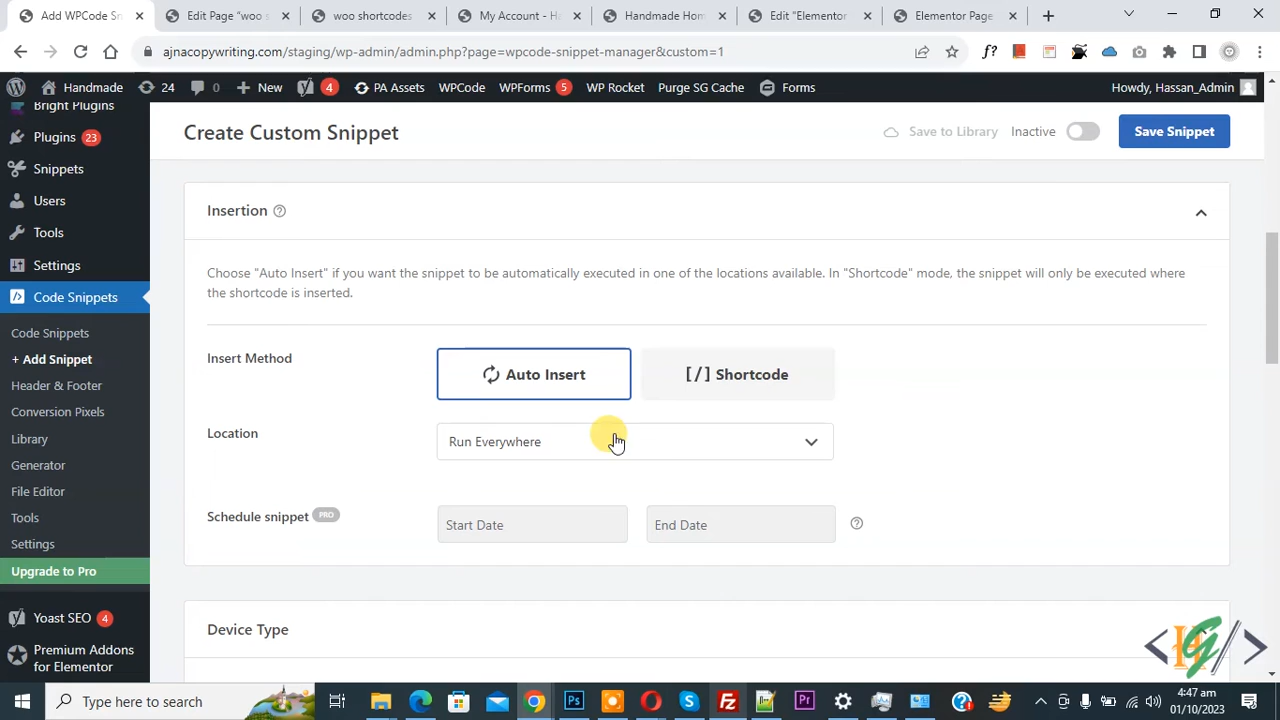 Add WPCode Sn
Edit Page "woo s
woo shortcodes
My Account - H
Handmade Hom
Edit "Elementor
Elementor Page
ajnacopywriting.com/staging/wp-admin/admin.php?page=wpcode-snippet-manager&custom=1
f?
Handmade
24
0
New
4
PA Assets
WPCode
WPForms 5
WP Rocket
Purge SG Cache
Forms
Howdy, Hassan_Admin
Bright Plugins
Plugins 23
Snippets
Users
Tools
Settings
Code Snippets
Code Snippets
+ Add Snippet
Header & Footer
Conversion Pixels
Library
Generator
File Editor
Tools
Settings
Upgrade to Pro
Yoast SEO 4
Premium Addons
for Elementor
Create Custom Snippet
Save to Library
Inactive
Save Snippet
Insertion
Choose "Auto Insert" if you want the snippet to be automatically executed in one of the locations available. In "Shortcode" mode, the snippet will only be executed where
the shortcode is inserted.
Insert Method
Auto Insert
[/] Shortcode
Location
Run Everywhere
Schedule snippet PRO
Start Date
End Date
Device Type
<HG/>
Type here to search
Ps
Fz
Pr
4:47 am
01/10/2023